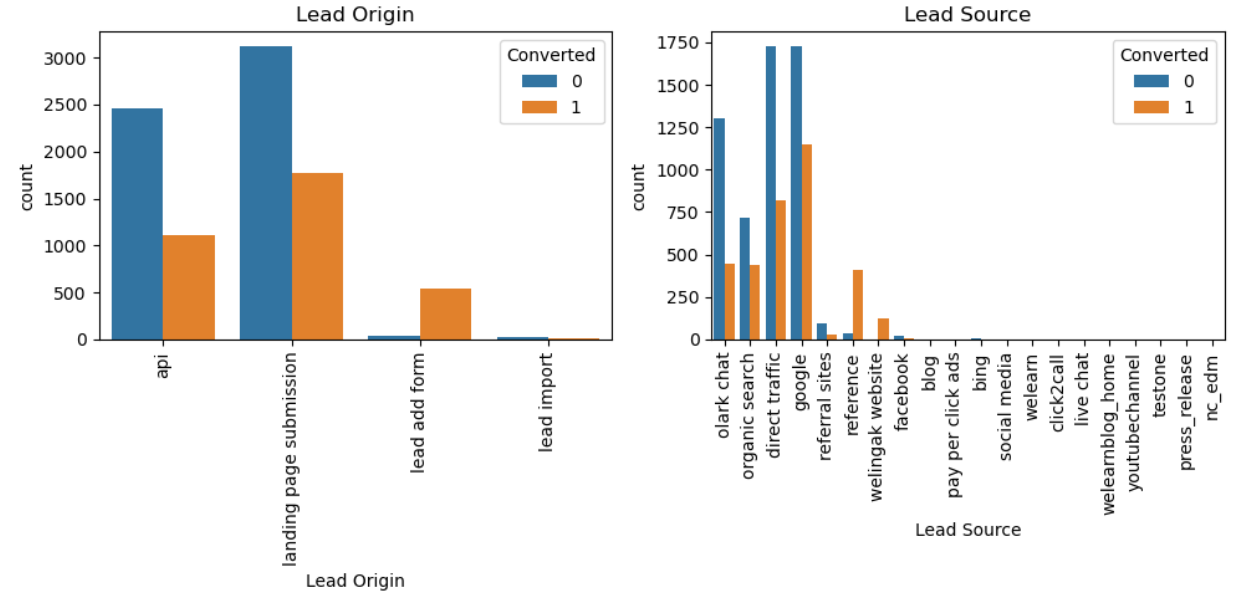 Lead Origin
3000
2500
2000
1500
1000
500
0
count
Converted
0
1
api
landing page submission
lead add form
lead import
Lead Origin
Lead Source
1750
1500
1250
1000
750
500
250
0
count
Converted
0
1
olark chat
organic search
direct traffic
google
referral sites
reference
welingak website
facebook
blog
pay per click ads
bing
social media
welearn
click2call
live chat
welearnblog_home
youtubechannel
testone
press_release
nc_edm
Lead Source